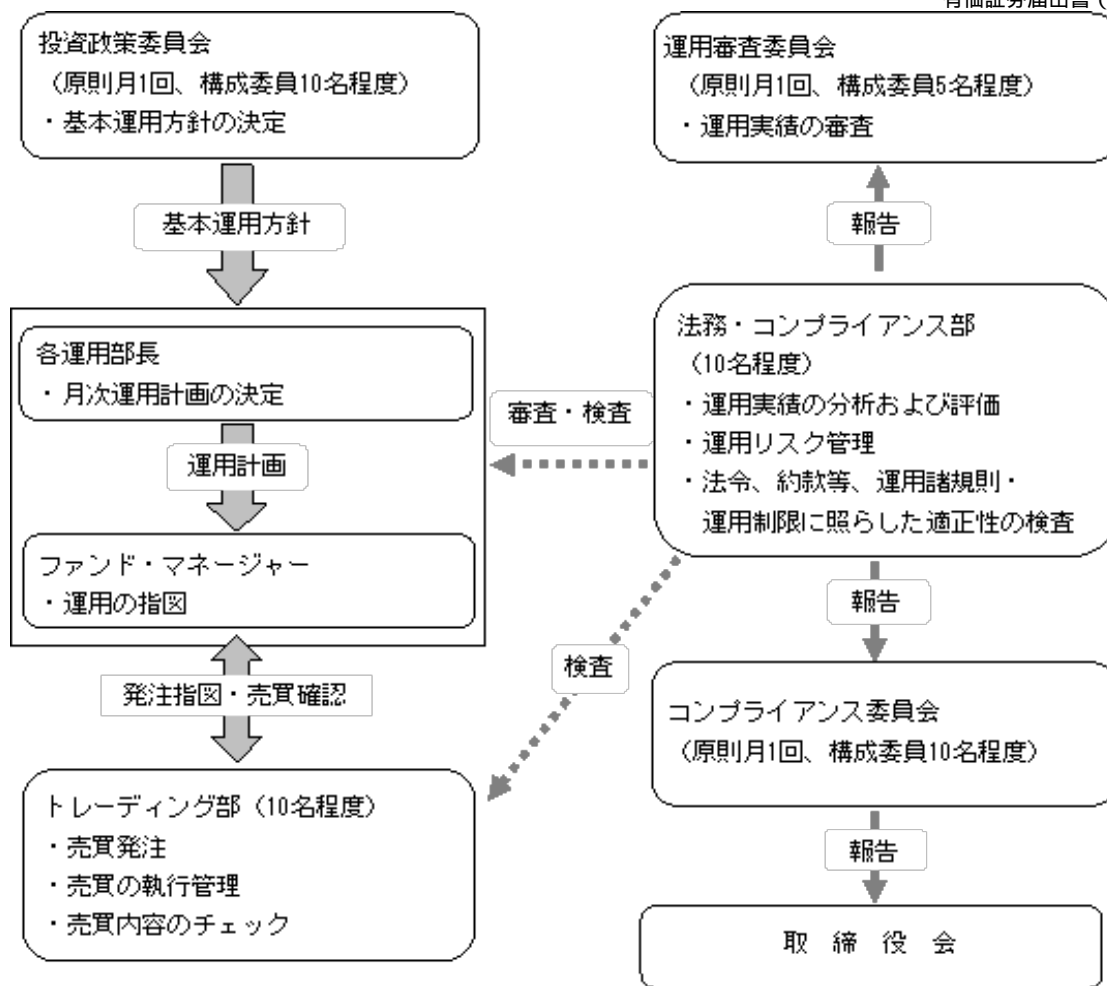 有価証券届出書（
投資政策委員会
（原則月1回、構成委員10名程度）
・基本運用方針の決定
基本運用方針
各運用部長
・月次運用計画の決定
運用計画
ファンド・マネージャー
・運用の指図
発注指図・売買確認
トレーディング部（10名程度）
・売買発注
・売買の執行管理
・売買内容のチェック
運用審査委員会
（原則月1回、構成委員5名程度）
・運用実績の審査
報告
法務・コンプライアンス部
（10名程度）
・運用実績の分析および評価
・運用リスク管理
・法令、約款等、運用諸規則・
運用制限に照らした適正性の検査
審査・検査
検査
報告
コンプライアンス委員会
（原則月1回、構成委員10名程度）
報告
取 締 役 会